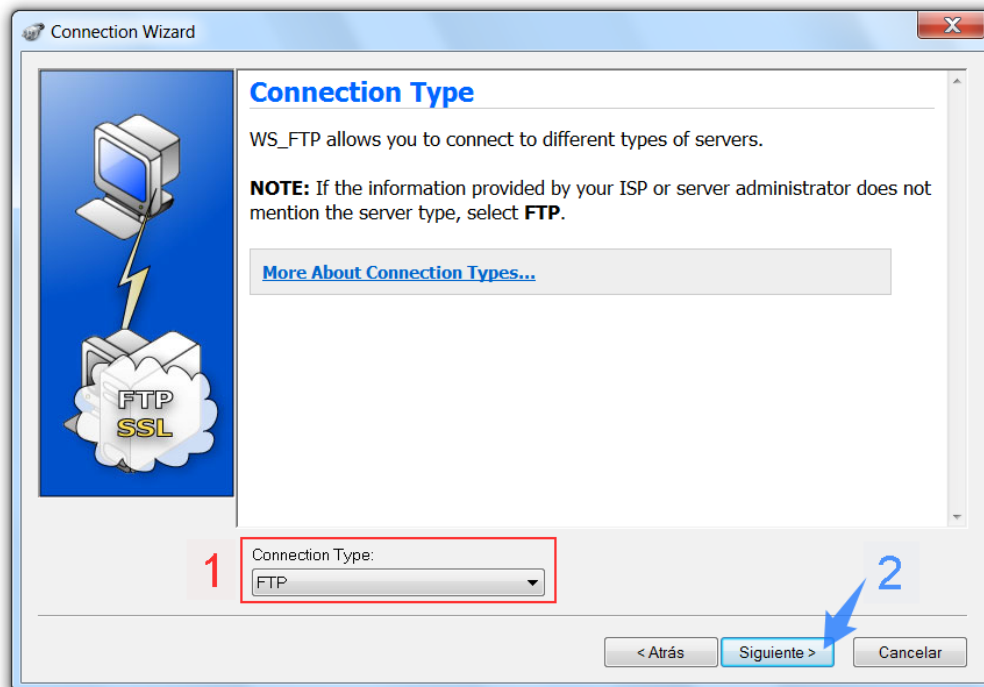 Connection Wizard
Connection Type
WS_FTP allows you to connect to different types of servers.
NOTE: If the information provided by your ISP or server administrator does not
mention the server type, select FTP.
More About Connection Types...
FTP
SSL
1
Connection Type:
FTP
2
< Atrás
Siguiente >
Cancelar